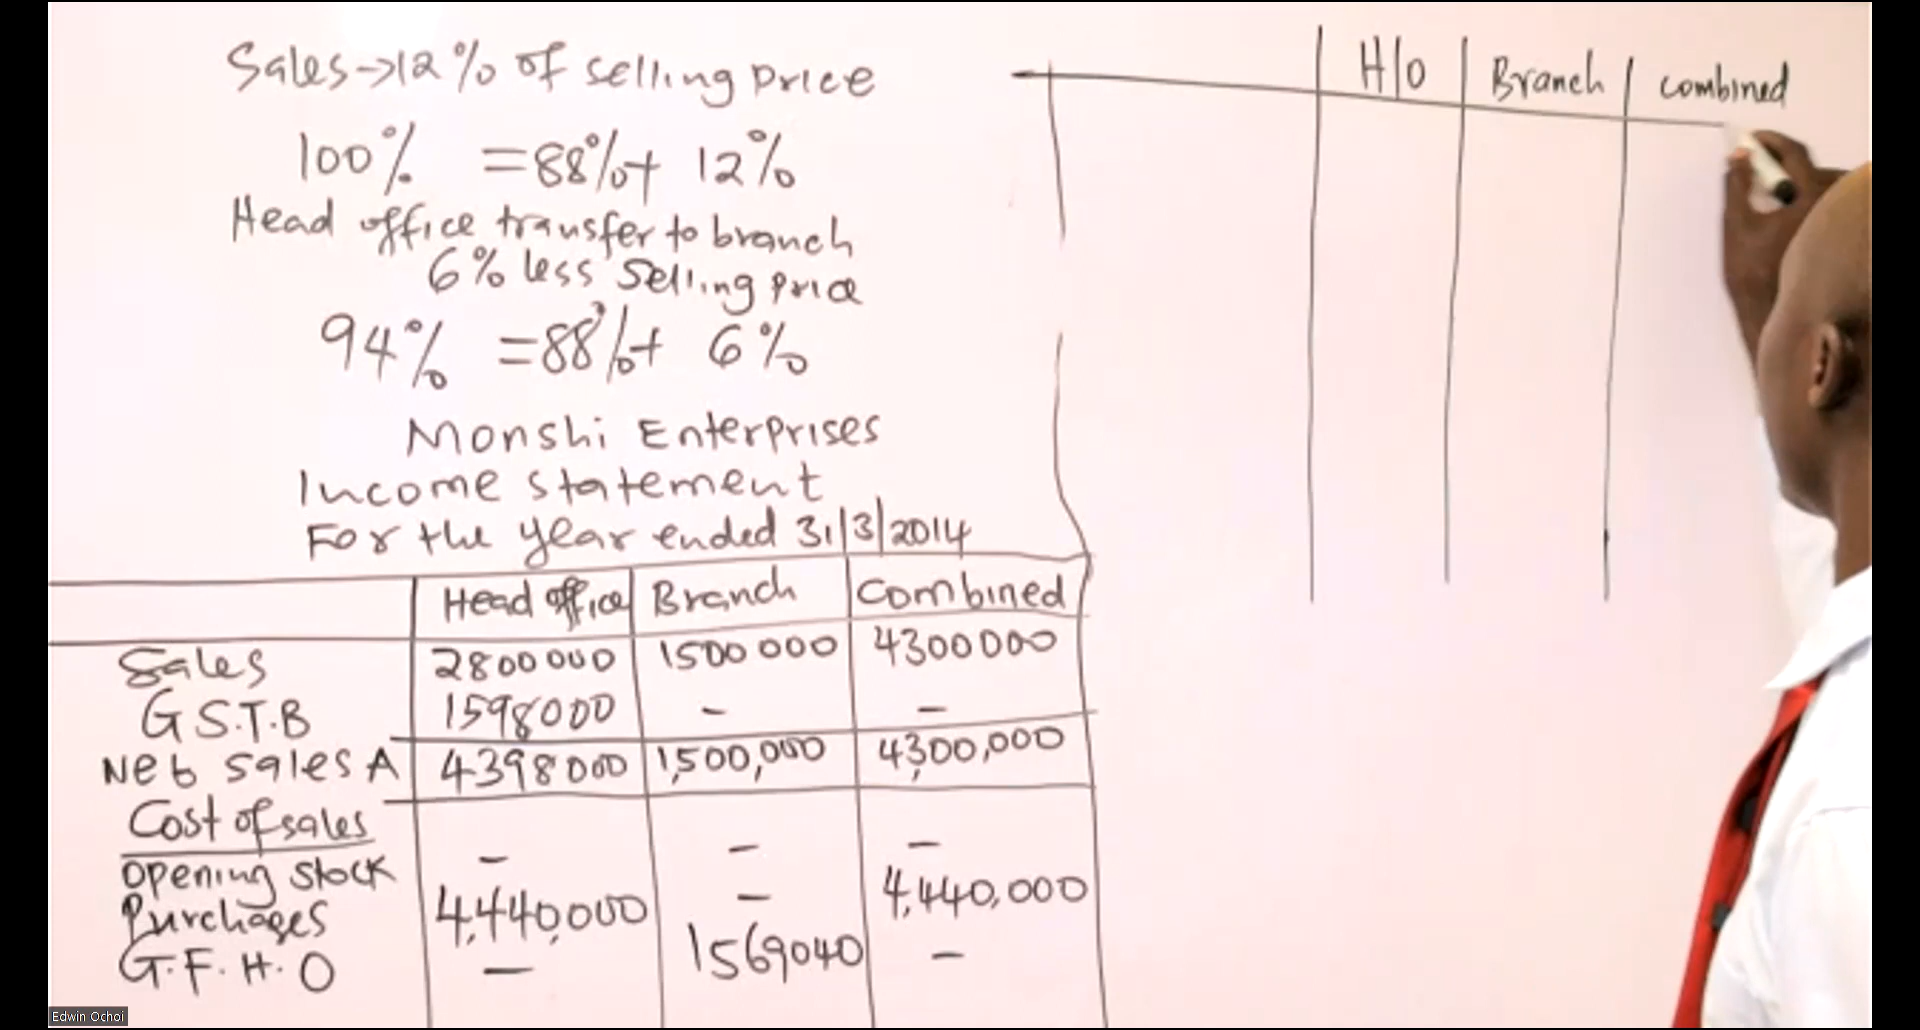 Sales→12% of selling price
100% = 88% + 12%
Head office transfer to branch
6% less selling price
94% = 88% + 6%
Monshi Enterprises
Income statement
For the year ended 31/3/2014
Head office Branch Combined
Sales 2800000 1500000 4300000
G.S.T.B 1598000 - -
Net sales A 4398000 1,500,000 4,300,000
Cost of sales
Opening stock - - -
Purchases 4,440,000 - 4,440,000
G.F.H.O - 1569040 -
H/O Branch combined
Edwin Ochoi